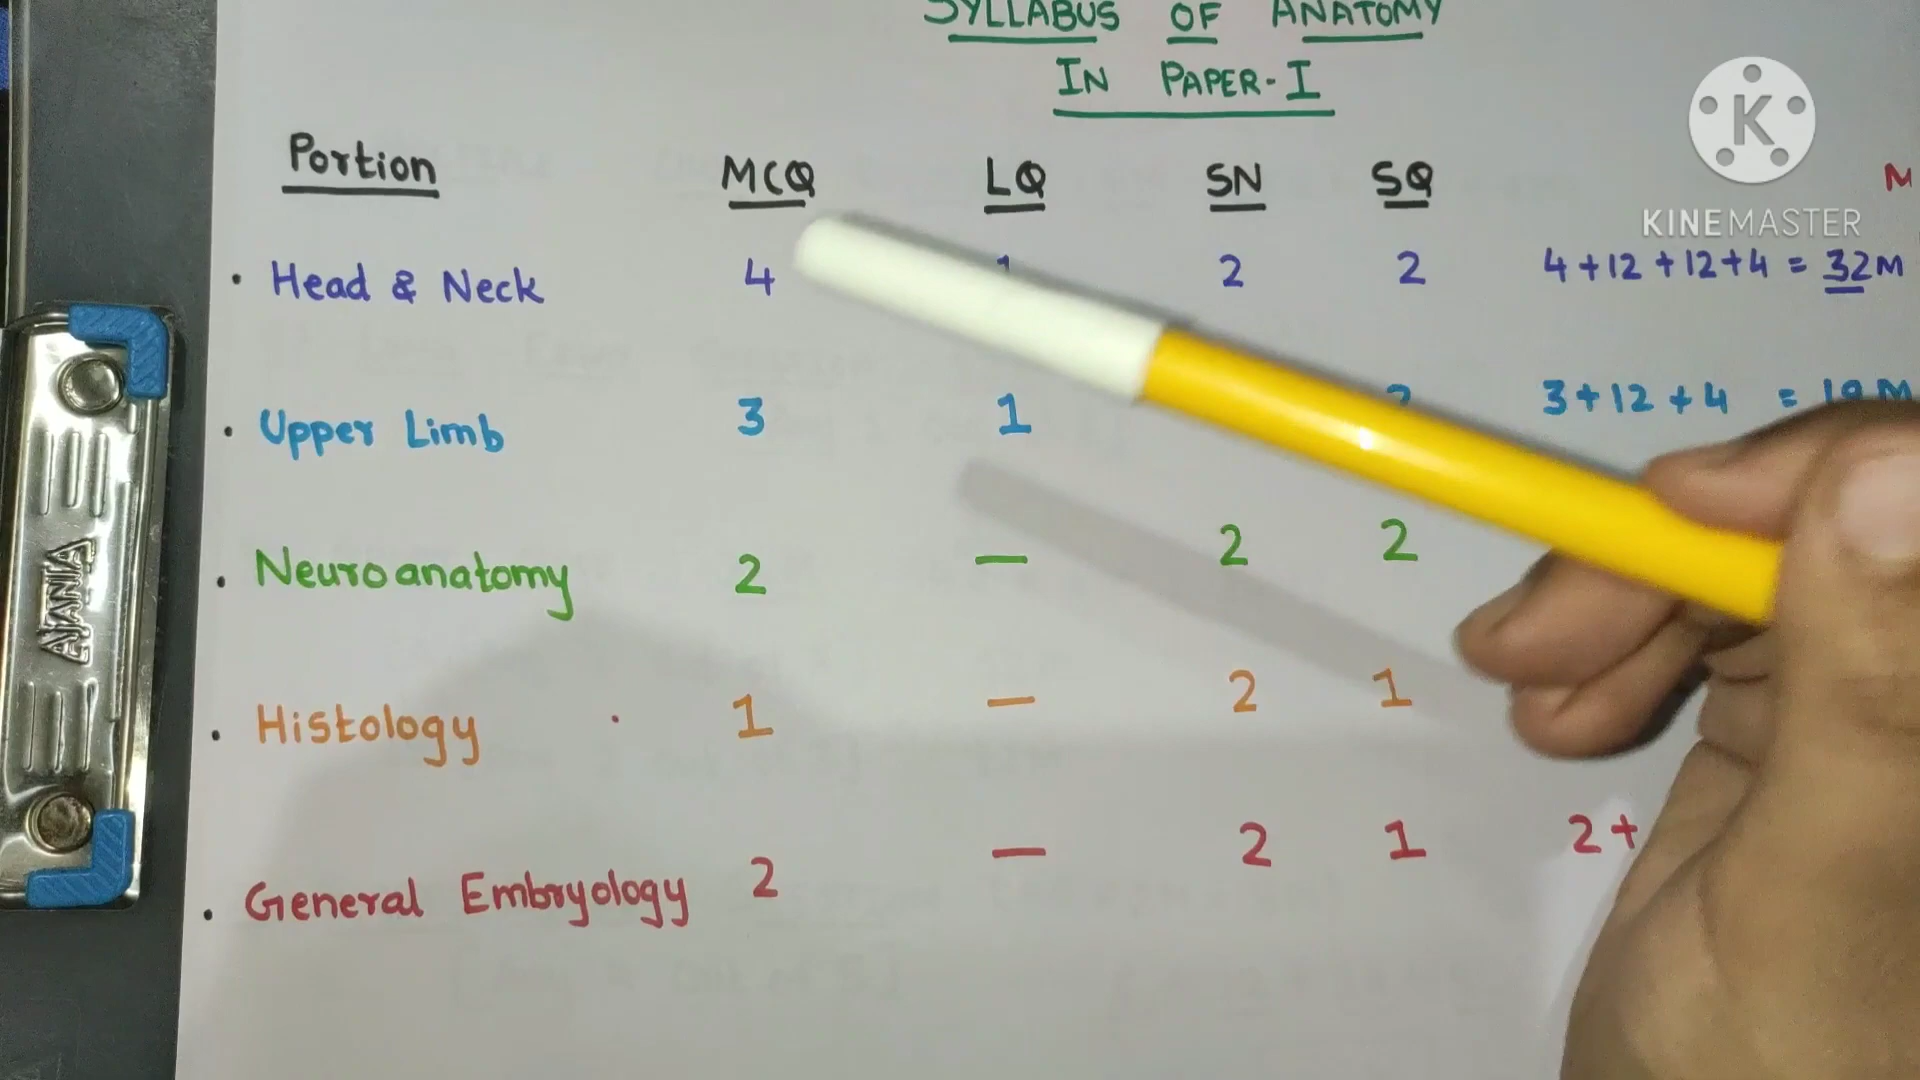 SYLLABUS OF ANATOMY
IN PAPER-I
Portion MCQ LQ SN SQ M
• Head & Neck 4 1 2 2 4+12+12+4 = 32M
• Upper Limb 3 1 3+12+4 = 19M
• Neuroanatomy 2 — 2 2
• Histology 1 — 2 1
• General Embryology 2 — 2 1 2+
K
KINEMASTER
AJANTA